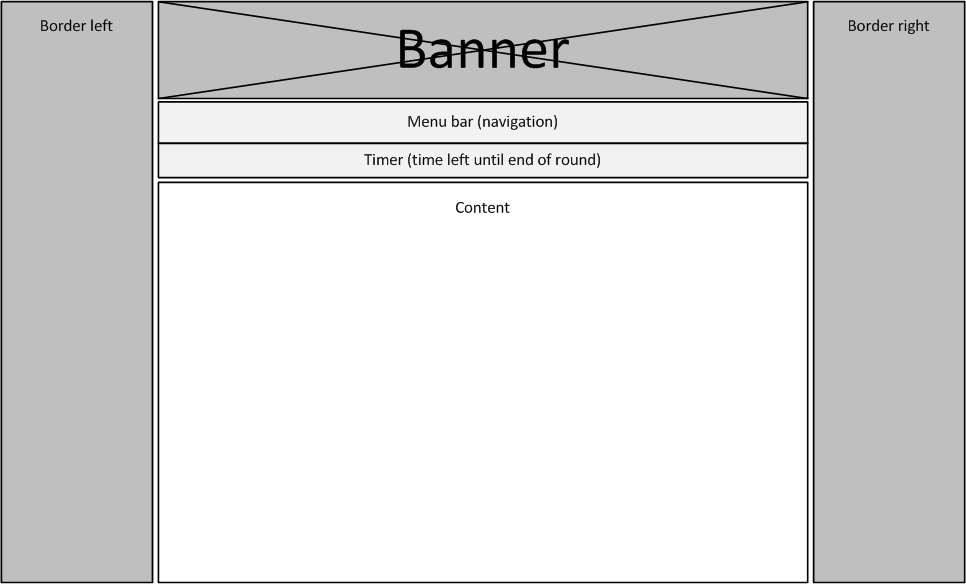 Border left
Banner
Border right
Menu bar (navigation)
Timer (time left until end of round)
Content